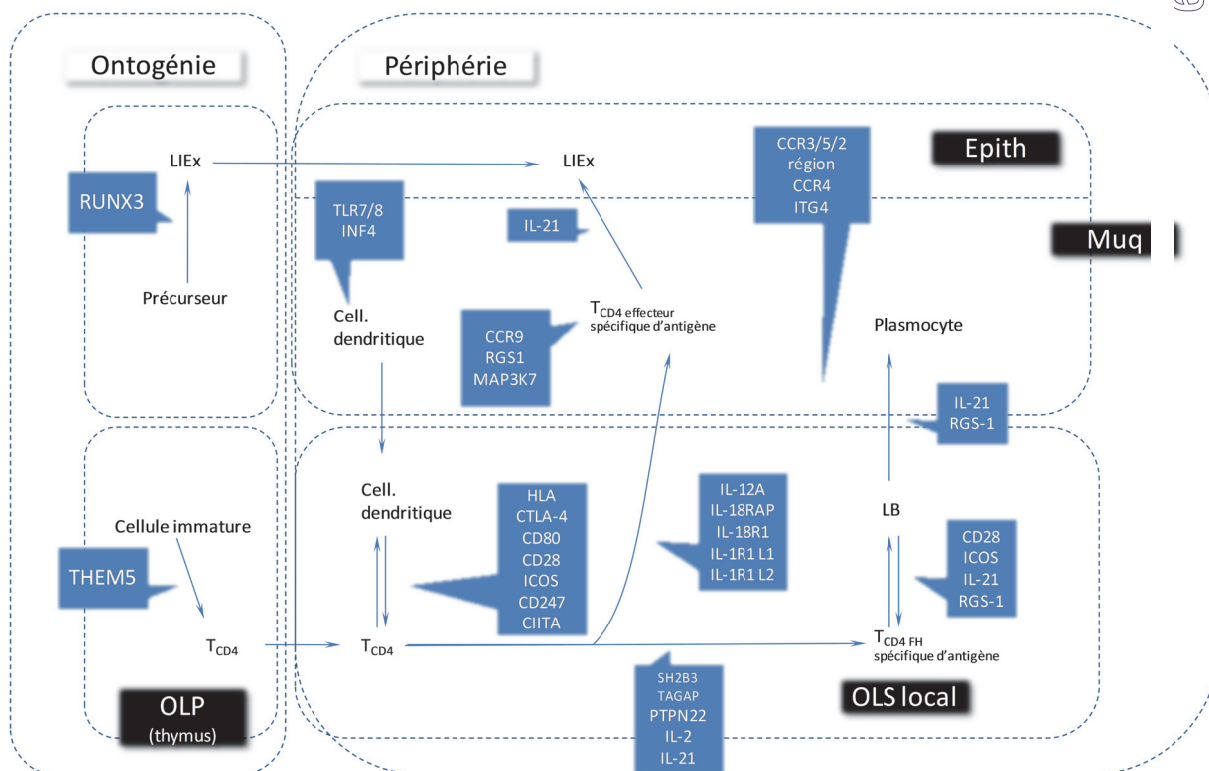 Ontogénie
Périphérie
LIEx
RUNX3
Précurseur
Cellule immature
THEM5
T CD4
OLP
(thymus)
LIEx
Epith
Muq
TLR7/8
INF4
IL-21
CCR3/5/2
région
CCR4
ITG4
Cell.
dendritique
CCR9
RGS1
MAP3K7
T CD4 effecteur
spécifique d'antigène
Plasmocyte
IL-21
RGS-1
Cell.
dendritique
HLA
CTLA-4
CD80
CD28
ICOS
CD247
CIITA
IL-12A
IL-18RAP
IL-18R1
IL-1R1 L1
IL-1R1 L2
LB
CD28
ICOS
IL-21
RGS-1
T CD4
T CD4 FH
spécifique d'antigène
SH2B3
TAGAP
PTPN22
IL-2
IL-21
OLS local